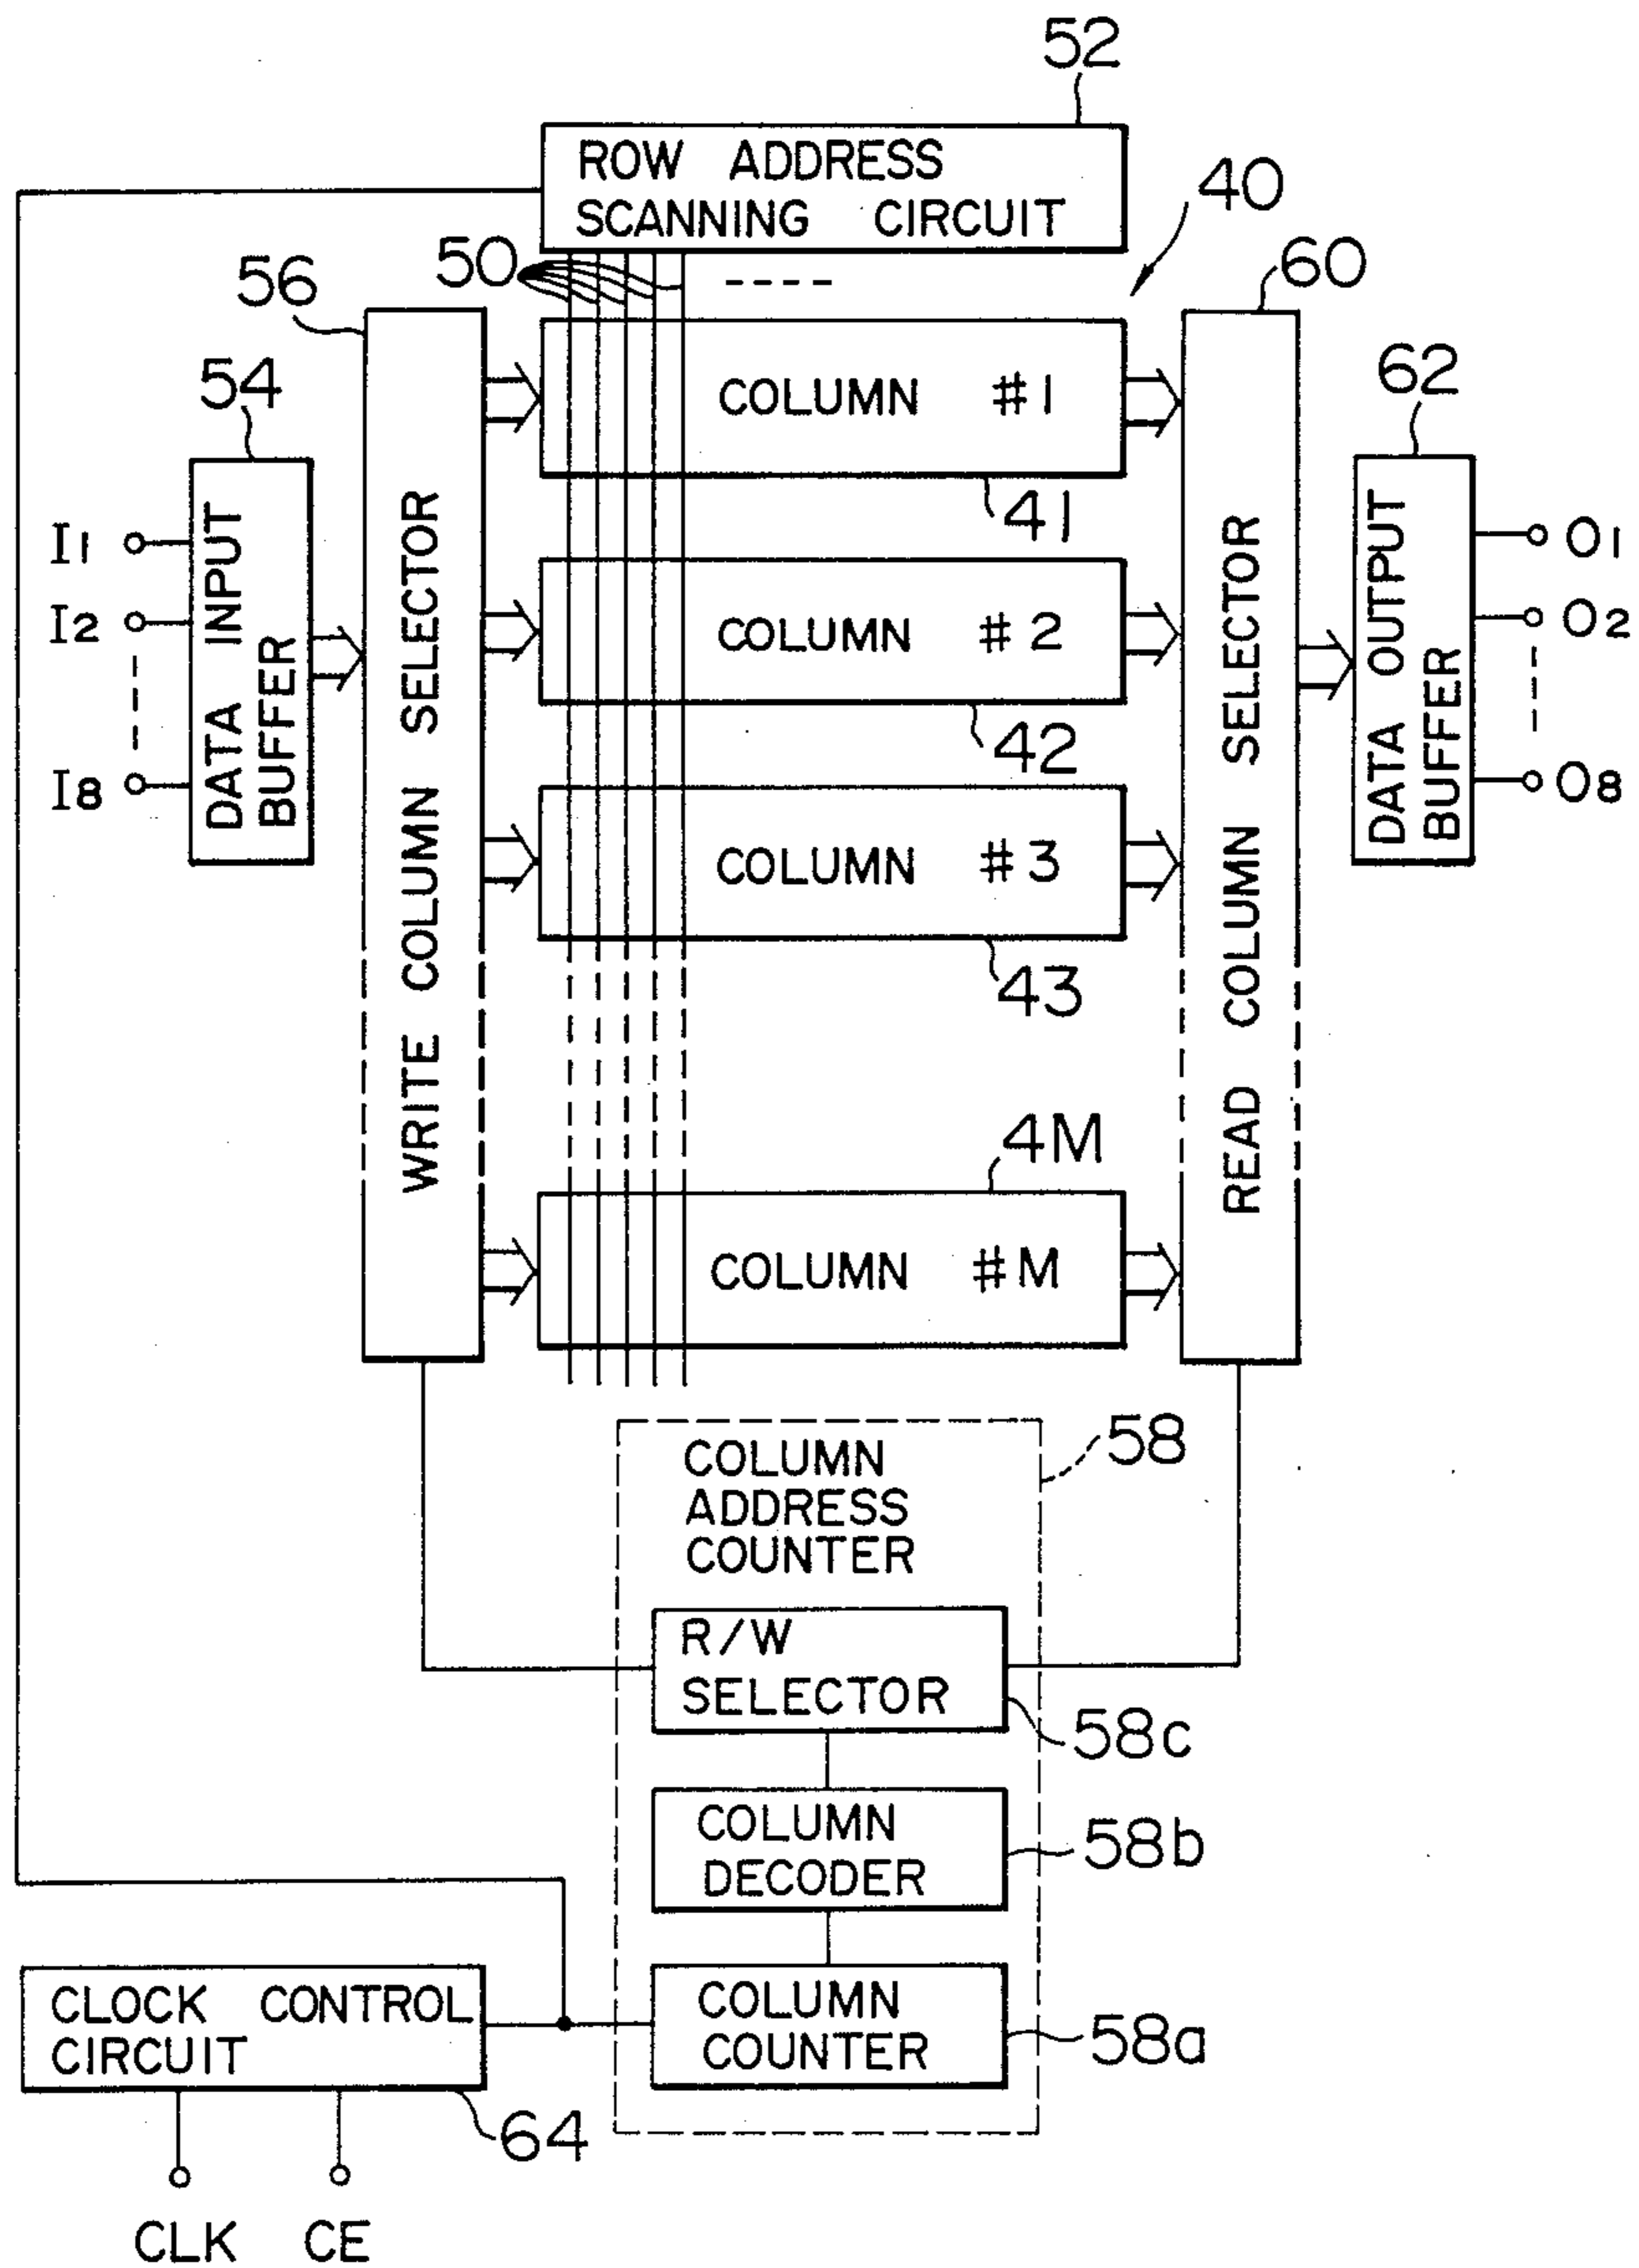 52
ROW ADDRESS
SCANNING CIRCUIT
40
50
56
60
54
62
COLUMN #1
41
I1
I2
I8
DATA INPUT
BUFFER
WRITE COLUMN SELECTOR
COLUMN #2
42
COLUMN #3
43
READ COLUMN SELECTOR
DATA OUTPUT
BUFFER
O1
O2
O8
4M
COLUMN #M
58
COLUMN
ADDRESS
COUNTER
R/W
SELECTOR
58c
COLUMN
DECODER
58b
CLOCK CONTROL
CIRCUIT
64
COLUMN
COUNTER
58a
CLK
CE